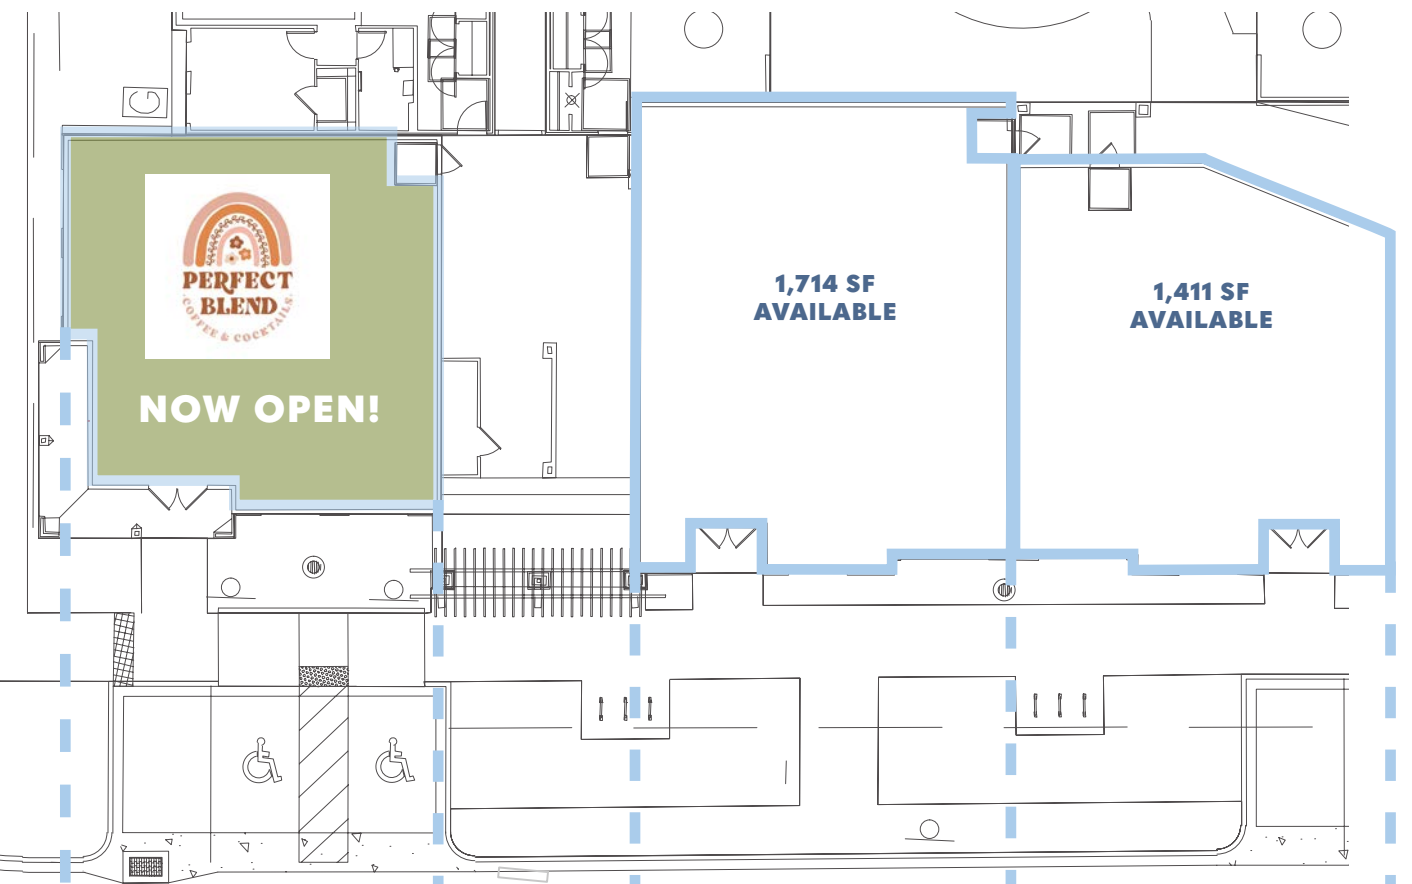 G
PERFECT
BLEND
COFFEE & COCKTAILS
NOW OPEN!
1,714 SF
AVAILABLE
1,411 SF
AVAILABLE